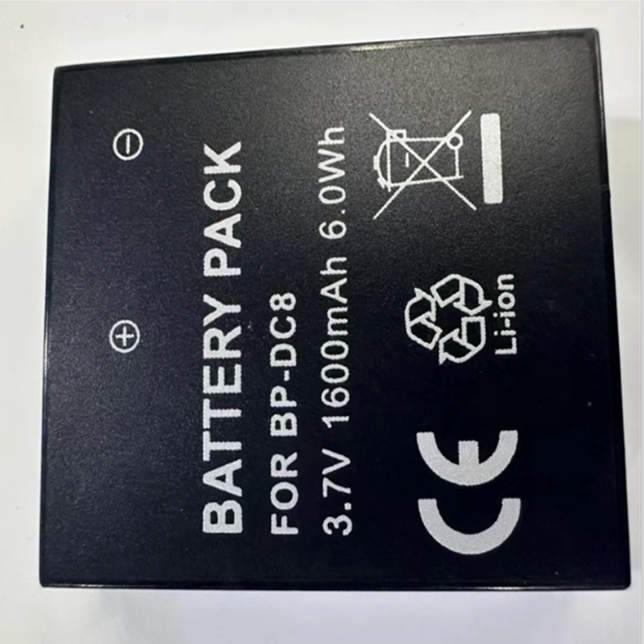 BATTERY PACK
FOR BP-DC8
3.7V 1600mAh 6.0Wh
Li-ion
CE